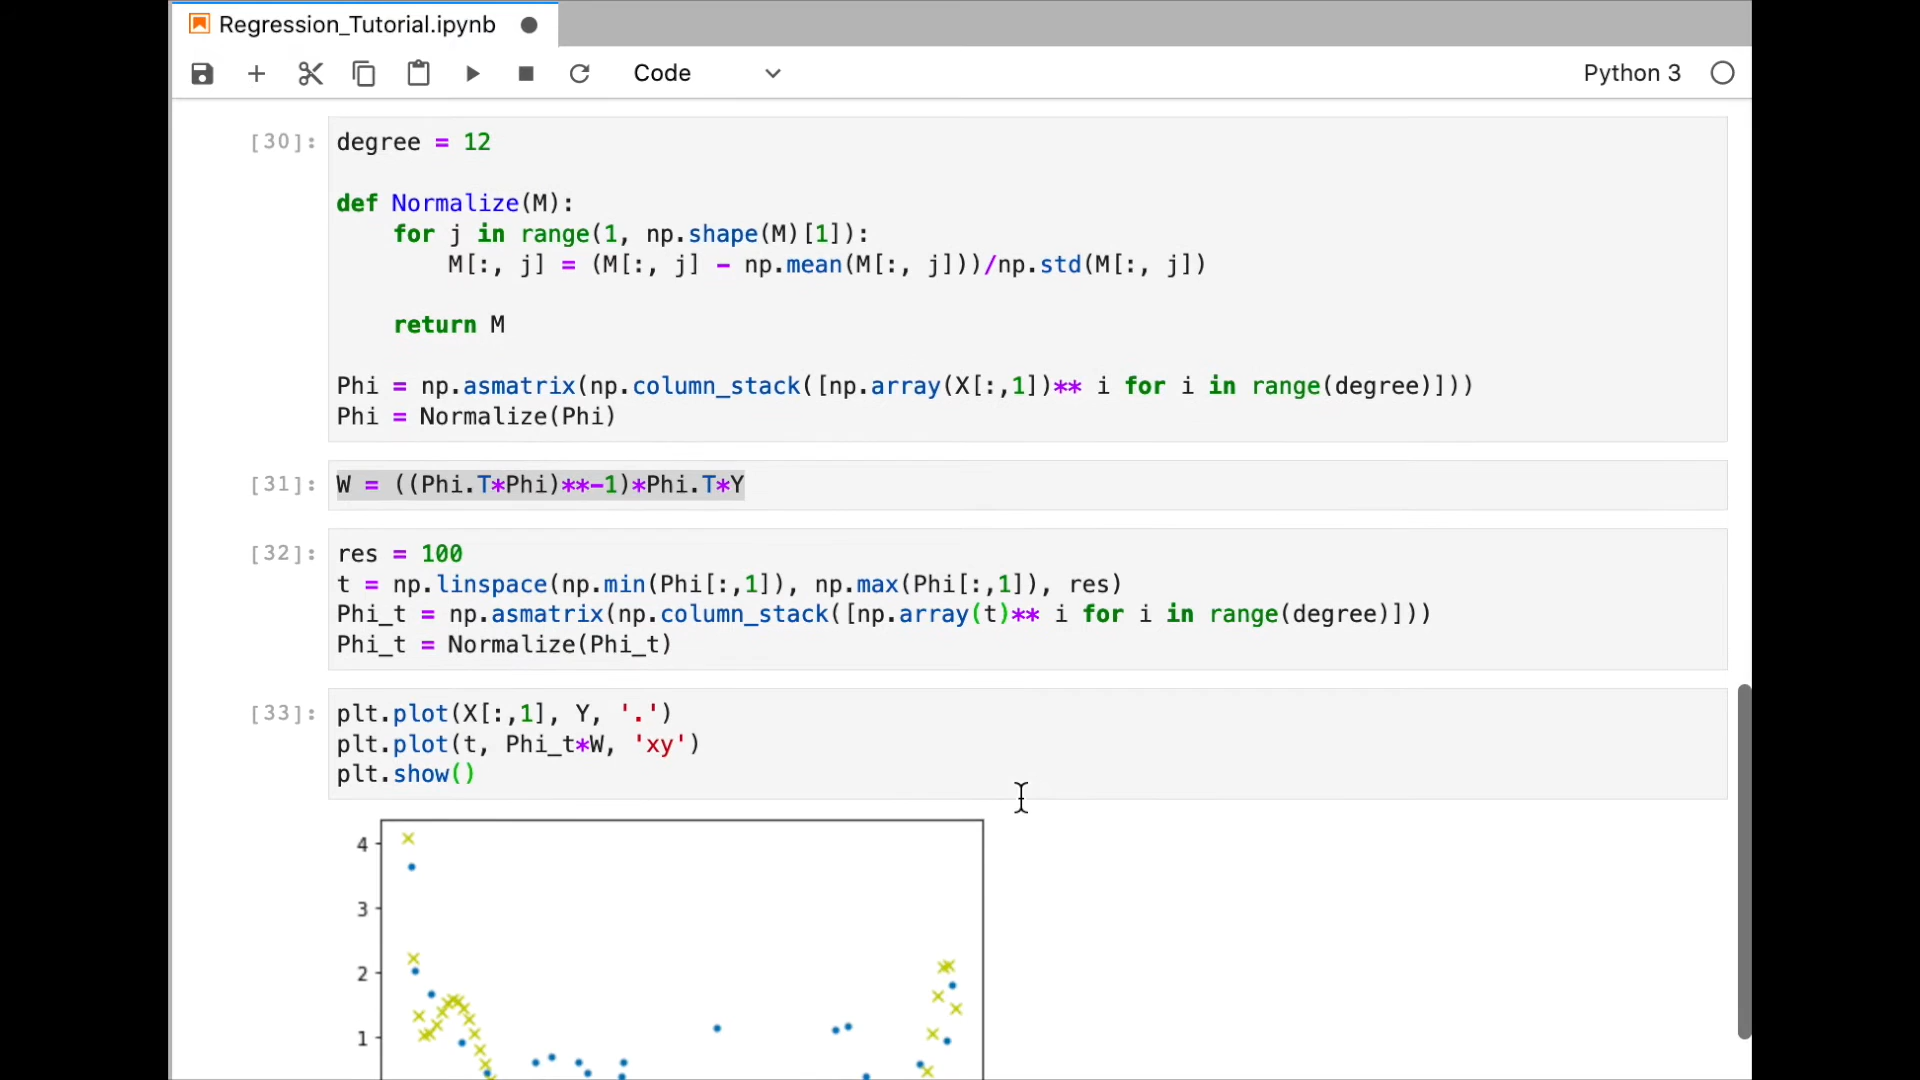 Regression_Tutorial.ipynb
Code
Python 3
[30]:
degree = 12
def Normalize(M):
    for j in range(1, np.shape(M)[1]):
        M[:, j] = (M[:, j] - np.mean(M[:, j]))/np.std(M[:, j])
    return M
Phi = np.asmatrix(np.column_stack([np.array(X[:,1])** i for i in range(degree)]))
Phi = Normalize(Phi)
[31]:
W = ((Phi.T*Phi)**-1)*Phi.T*Y
[32]:
res = 100
t = np.linspace(np.min(Phi[:,1]), np.max(Phi[:,1]), res)
Phi_t = np.asmatrix(np.column_stack([np.array(t)** i for i in range(degree)]))
Phi_t = Normalize(Phi_t)
[33]:
plt.plot(X[:,1], Y, '.')
plt.plot(t, Phi_t*W, 'xy')
plt.show()
4
3
2
1